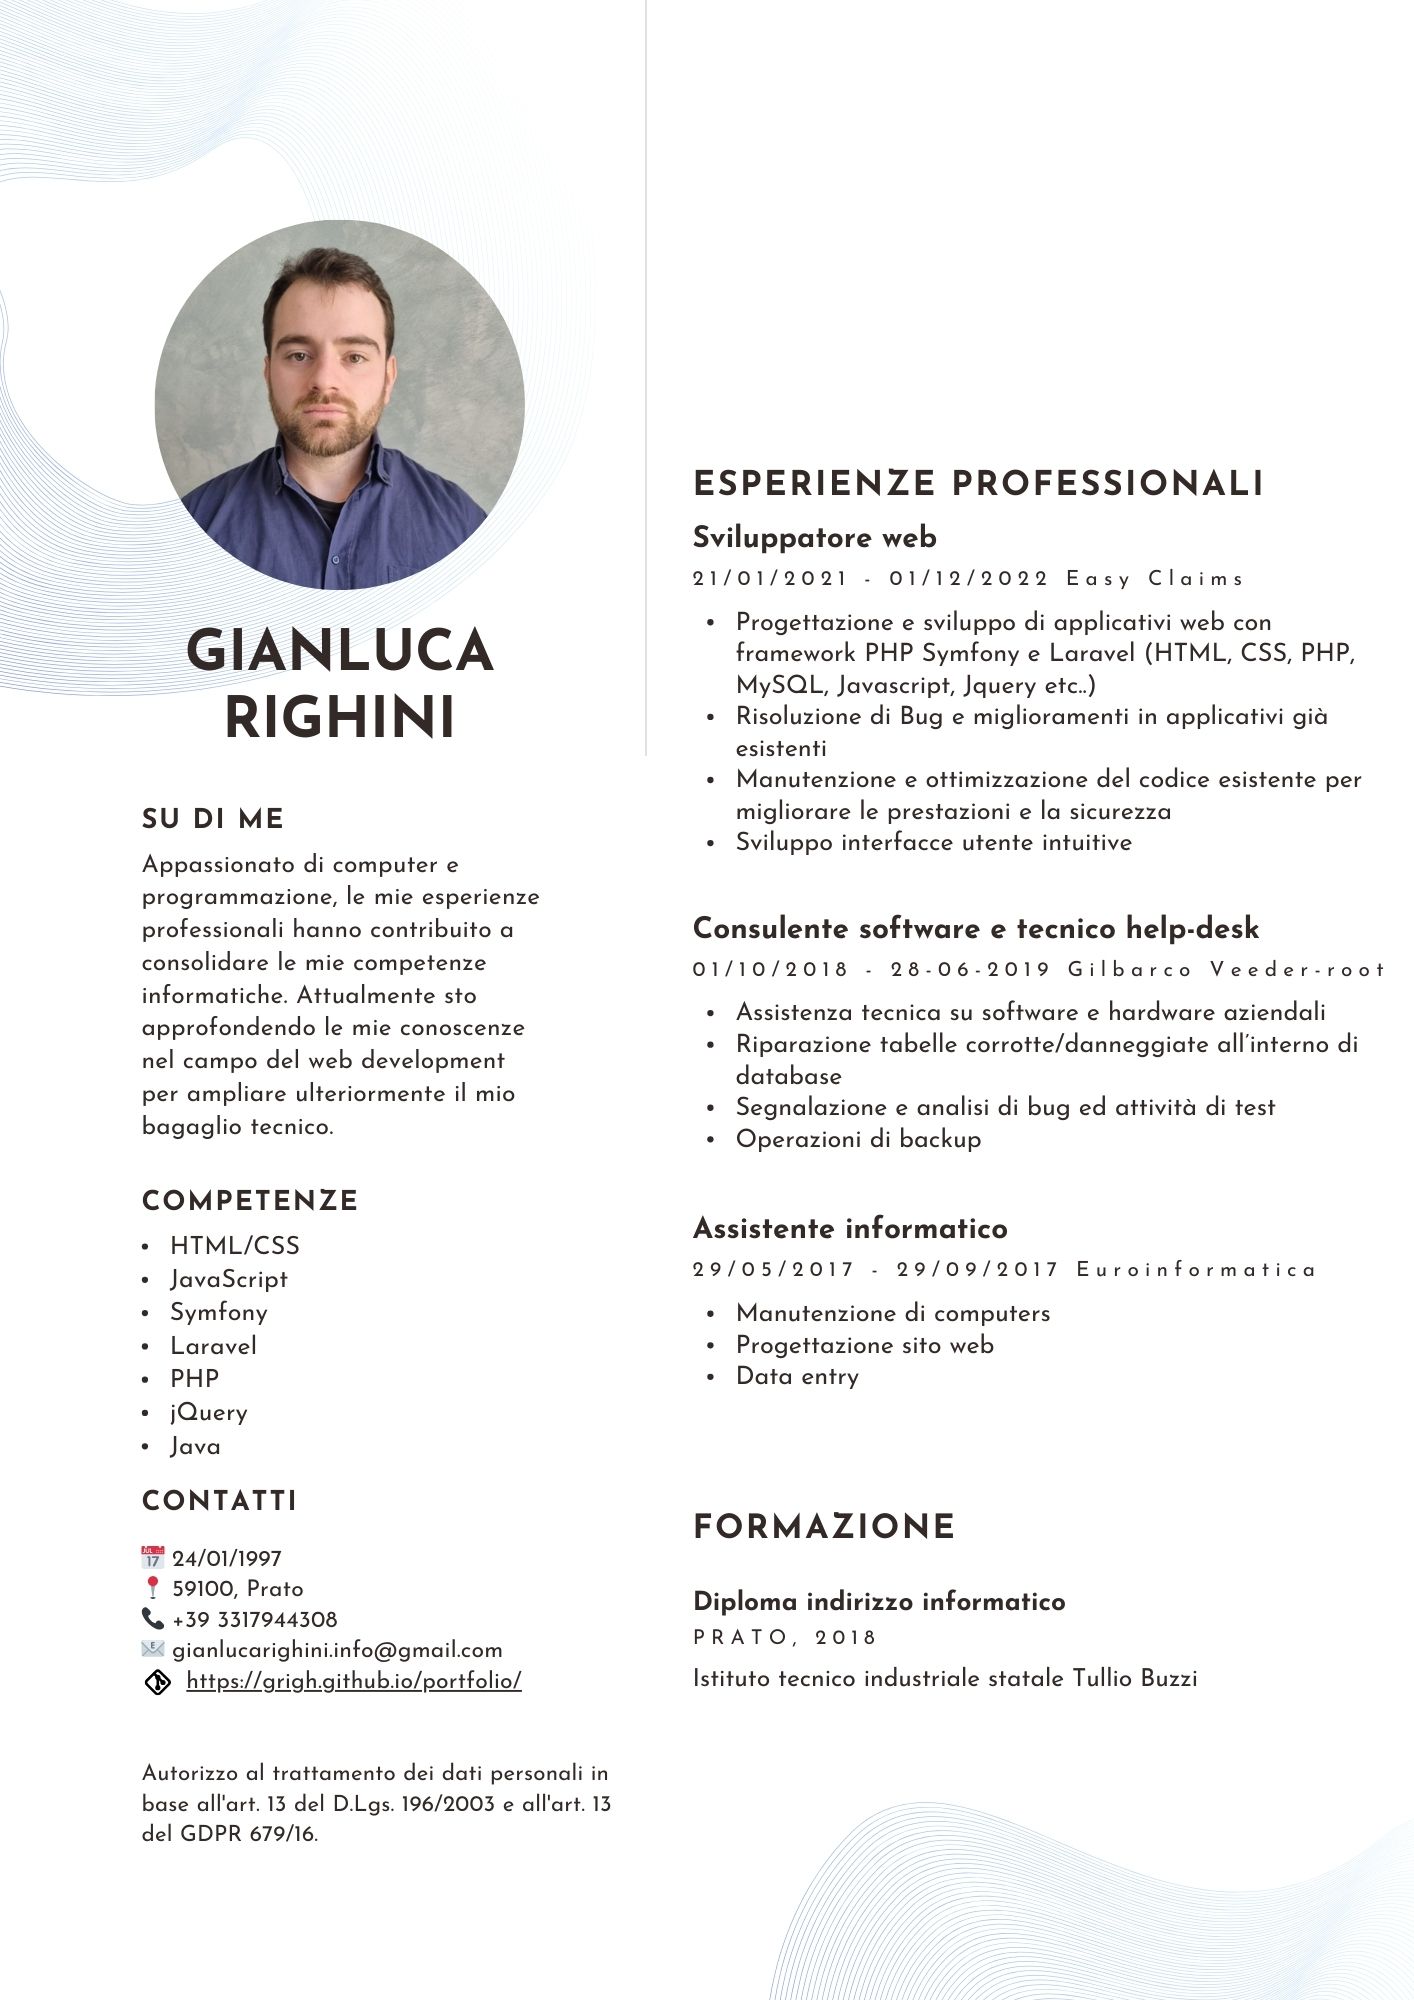 GIANLUCA
RIGHINI
SU DI ME
Appassionato di computer e
programmazione, le mie esperienze
professionali hanno contribuito a
consolidare le mie competenze
informatiche. Attualmente sto
approfondendo le mie conoscenze
nel campo del web development
per ampliare ulteriormente il mio
bagaglio tecnico.
COMPETENZE
• HTML/CSS
• JavaScript
• Symfony
• Laravel
• PHP
• jQuery
• Java
CONTATTI
JUL 17 24/01/1997
59100, Prato
+39 3317944308
E gianlucarighini.info@gmail.com
https://grigh.github.io/portfolio/
Autorizzo al trattamento dei dati personali in
base all'art. 13 del D.Lgs. 196/2003 e all'art. 13
del GDPR 679/16.
ESPERIENZE PROFESSIONALI
Sviluppatore web
21/01/2021 - 01/12/2022 Easy Claims
• Progettazione e sviluppo di applicativi web con
framework PHP Symfony e Laravel (HTML, CSS, PHP,
MySQL, Javascript, Jquery etc..)
• Risoluzione di Bug e miglioramenti in applicativi già
esistenti
• Manutenzione e ottimizzazione del codice esistente per
migliorare le prestazioni e la sicurezza
• Sviluppo interfacce utente intuitive
Consulente software e tecnico help-desk
01/10/2018 - 28-06-2019 Gilbarco Veeder-root
• Assistenza tecnica su software e hardware aziendali
• Riparazione tabelle corrotte/danneggiate all’interno di
database
• Segnalazione e analisi di bug ed attività di test
• Operazioni di backup
Assistente informatico
29/05/2017 - 29/09/2017 Euroinformatica
• Manutenzione di computers
• Progettazione sito web
• Data entry
FORMAZIONE
Diploma indirizzo informatico
PRATO, 2018
Istituto tecnico industriale statale Tullio Buzzi